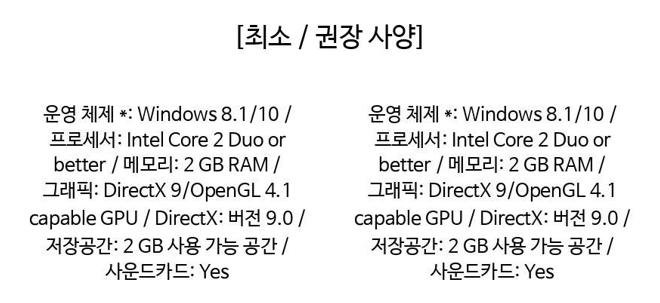 [최소 / 권장 사양]
운영 체제 *: Windows 8.1/10 /
프로세서: Intel Core 2 Duo or
better / 메모리: 2 GB RAM /
그래픽: DirectX 9/OpenGL 4.1
capable GPU / DirectX: 버전 9.0 /
저장공간: 2 GB 사용 가능 공간 /
사운드카드: Yes
운영 체제 *: Windows 8.1/10 /
프로세서: Intel Core 2 Duo or
better / 메모리: 2 GB RAM /
그래픽: DirectX 9/OpenGL 4.1
capable GPU / DirectX: 버전 9.0 /
저장공간: 2 GB 사용 가능 공간 /
사운드카드: Yes